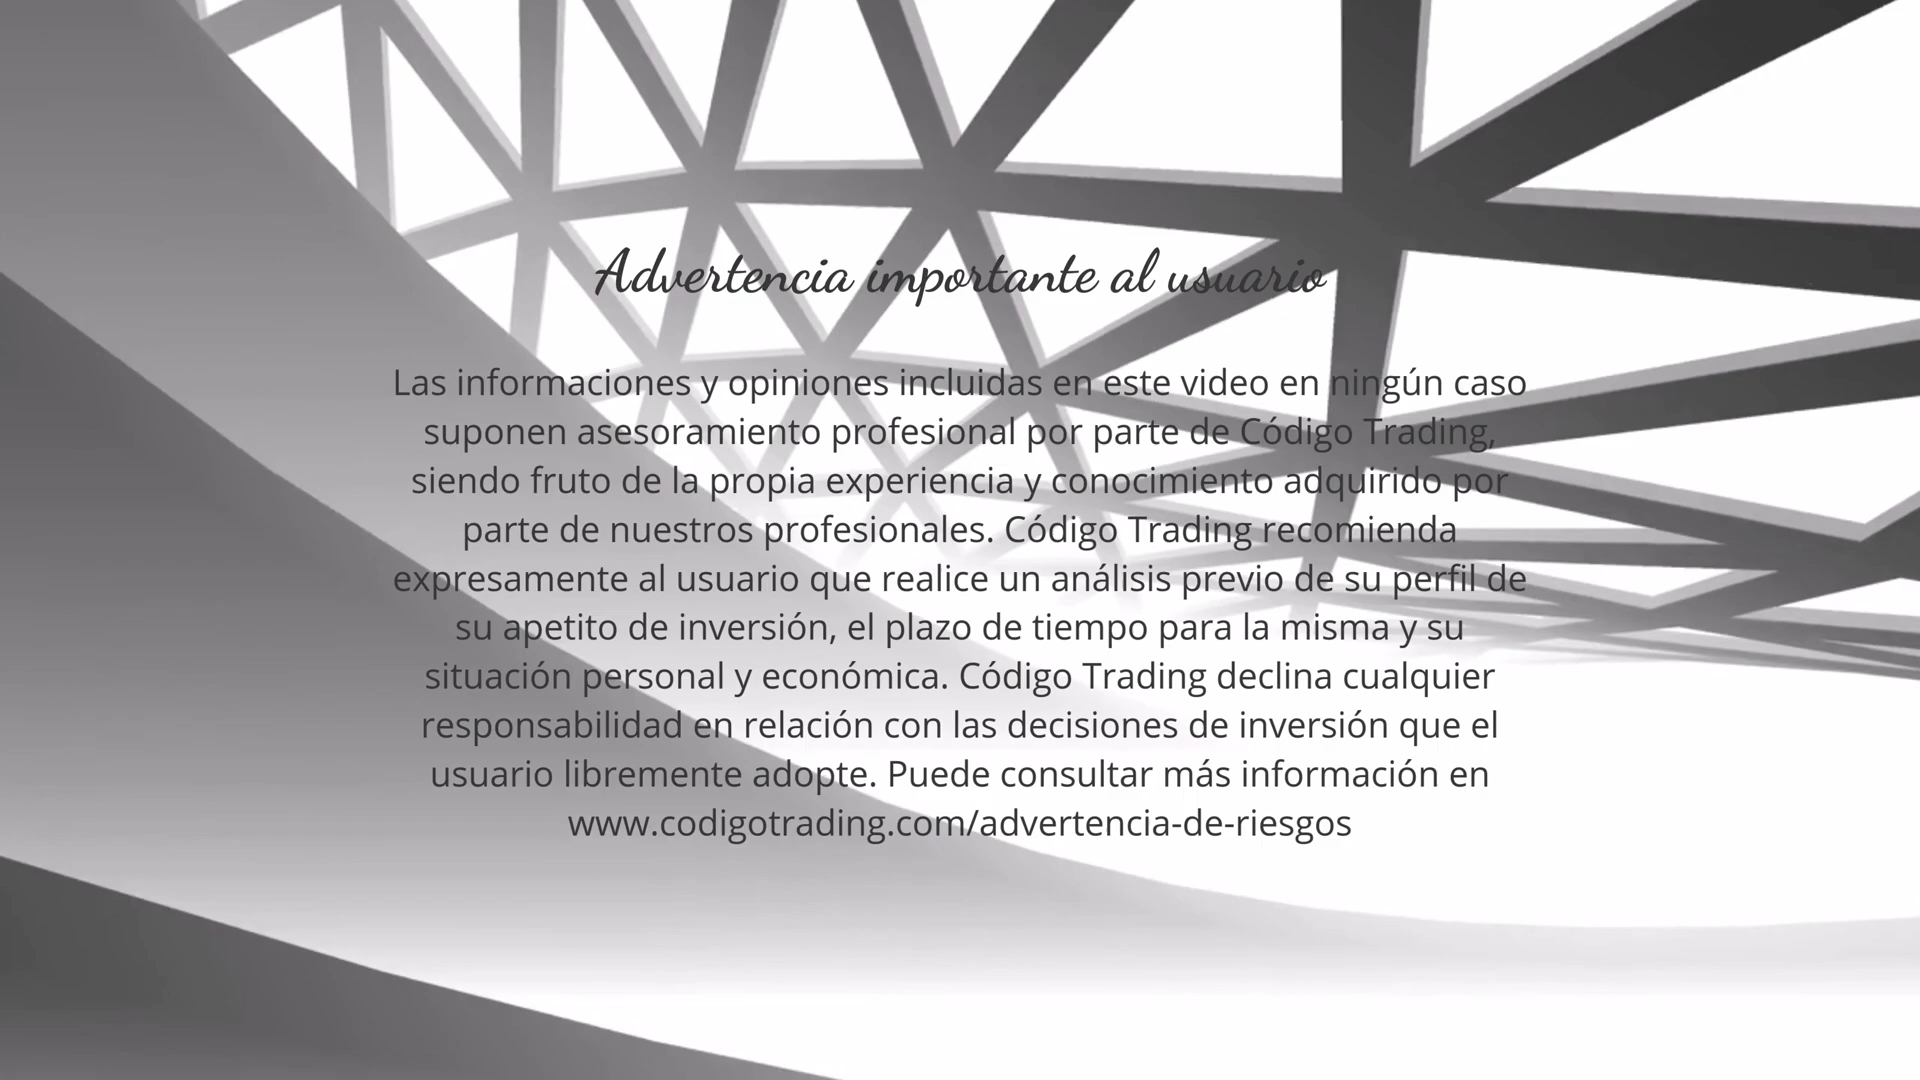 Advertencia importante al usuario
Las informaciones y opiniones incluidas en este video en ningún caso
suponen asesoramiento profesional por parte de Código Trading,
siendo fruto de la propia experiencia y conocimiento adquirido por
parte de nuestros profesionales. Código Trading recomienda
expresamente al usuario que realice un análisis previo de su perfil de
su apetito de inversión, el plazo de tiempo para la misma y su
situación personal y económica. Código Trading declina cualquier
responsabilidad en relación con las decisiones de inversión que el
usuario libremente adopte. Puede consultar más información en
www.codigotrading.com/advertencia-de-riesgos